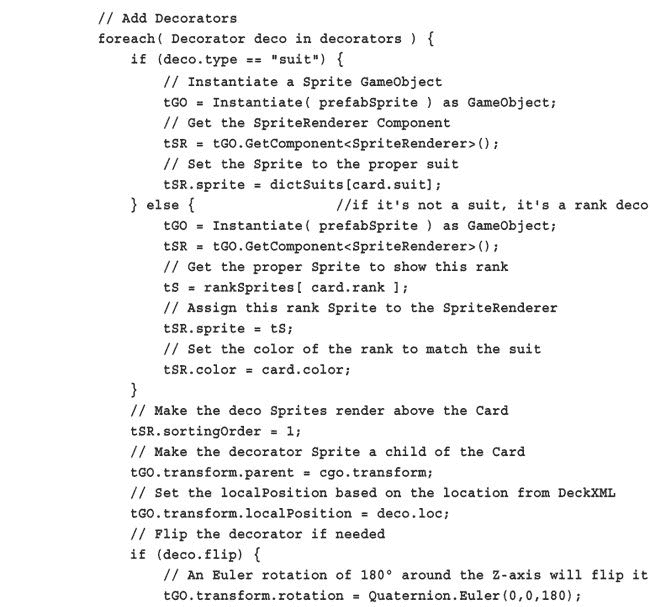 // Add Decorators
foreach( Decorator deco in decorators ) {
if (deco.type == "suit") {
// Instantiate a Sprite GameObject
tGO = Instantiate( prefabSprite ) as GameObject;
// Get the SpriteRenderer Component
tSR = tGO.GetComponent<SpriteRenderer>();
// Set the Sprite to the proper suit
tSR.sprite = dictSuits[card.suit];
} else { //if it's not a suit, it's a rank deco
tGO = Instantiate( prefabSprite ) as GameObject;
tSR = tGO.GetComponent<SpriteRenderer>();
// Get the proper Sprite to show this rank
tS = rankSprites[ card.rank ];
// Assign this rank Sprite to the SpriteRenderer
tSR.sprite = tS;
// Set the color of the rank to match the suit
tSR.color = card.color;
}
// Make the deco Sprites render above the Card
tSR.sortingOrder = 1;
// Make the decorator Sprite a child of the Card
tGO.transform.parent = cgo.transform;
// Set the localPosition based on the location from DeckXML
tGO.transform.localPosition = deco.loc;
// Flip the decorator if needed
if (deco.flip) {
// An Euler rotation of 180° around the Z-axis will flip it
tGO.transform.rotation = Quaternion.Euler(0,0,180);